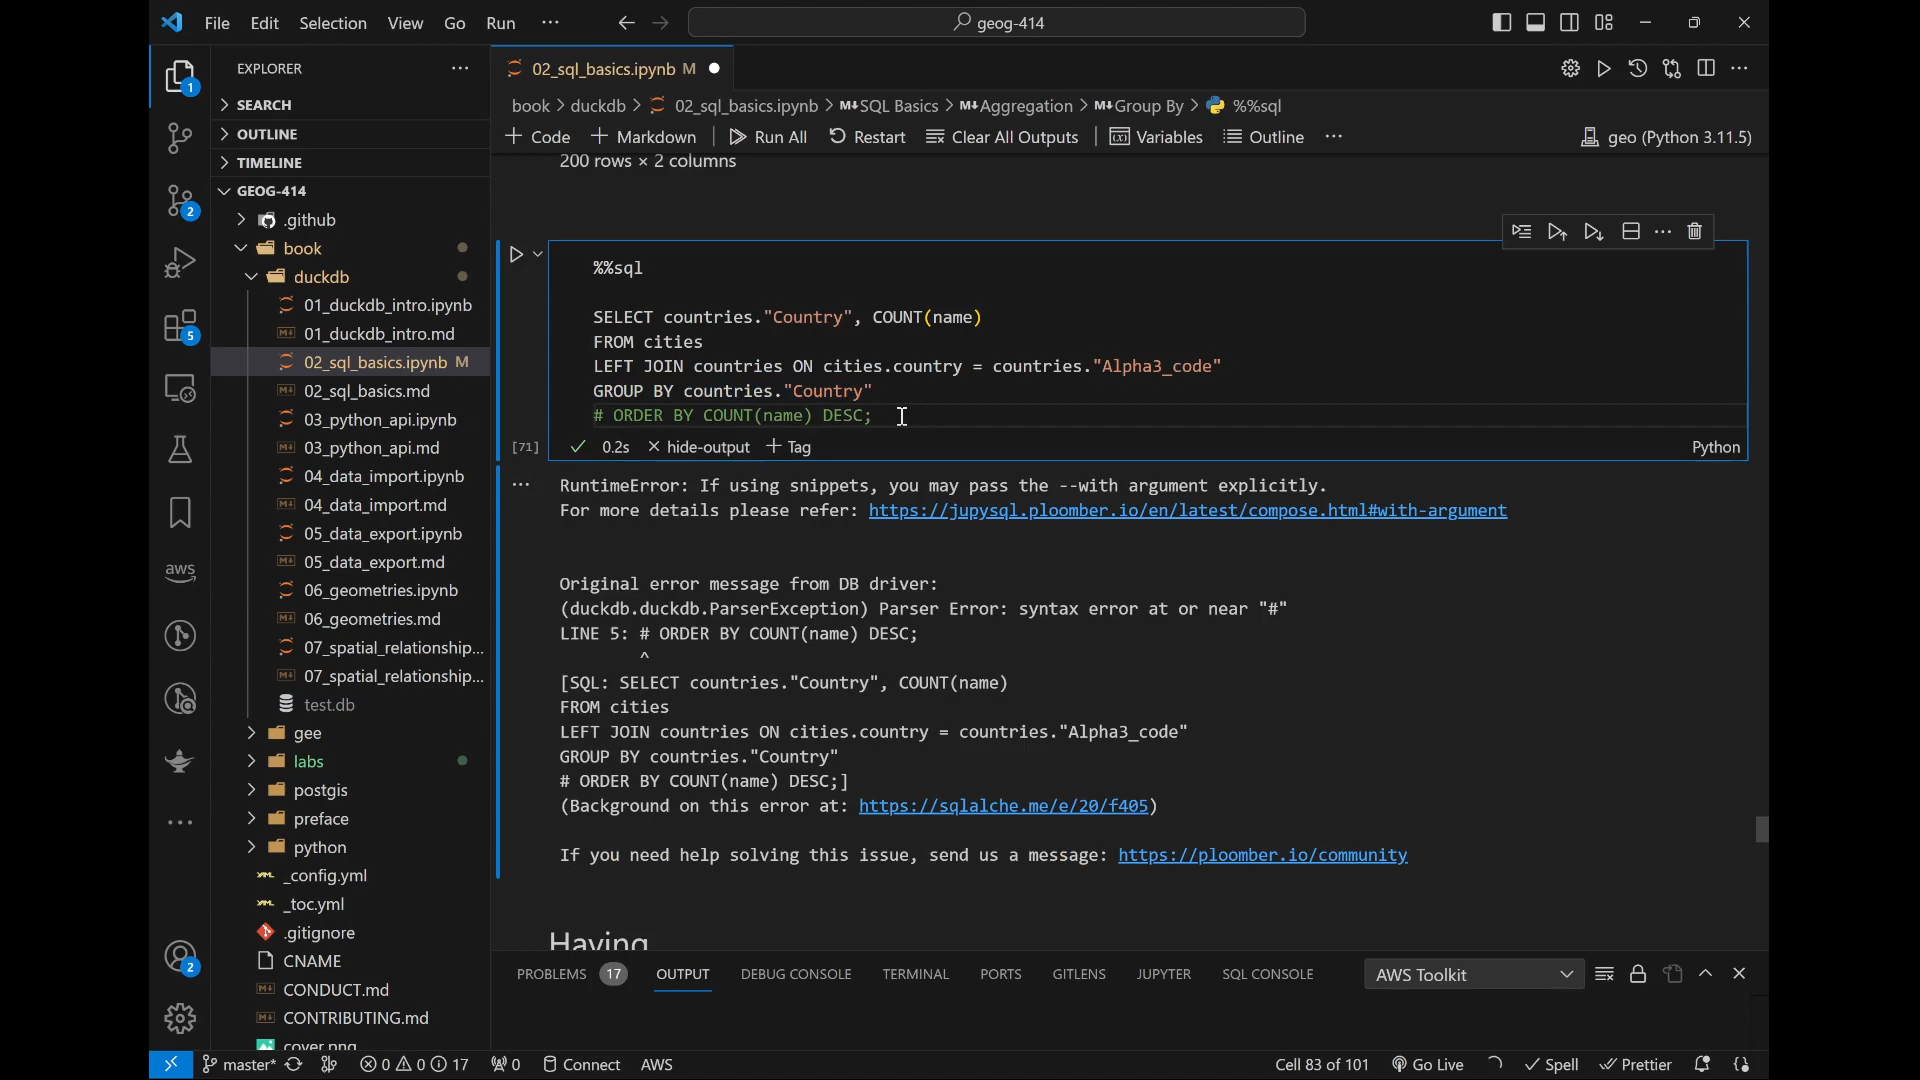 File Edit Selection View Go Run ...
geog-414
EXPLORER
SEARCH
OUTLINE
TIMELINE
GEOG-414
.github
book
duckdb
01_duckdb_intro.ipynb
01_duckdb_intro.md
02_sql_basics.ipynb M
02_sql_basics.md
03_python_api.ipynb
03_python_api.md
04_data_import.ipynb
04_data_import.md
05_data_export.ipynb
05_data_export.md
06_geometries.ipynb
06_geometries.md
07_spatial_relationship...
07_spatial_relationship...
test.db
gee
labs
postgis
preface
python
_config.yml
_toc.yml
.gitignore
CNAME
CONDUCT.md
CONTRIBUTING.md
cover.png
1
2
5
aws
2
02_sql_basics.ipynb M
book > duckdb > 02_sql_basics.ipynb > M↓SQL Basics > M↓Aggregation > M↓Group By > %%sql
+ Code + Markdown Run All Restart Clear All Outputs Variables Outline ... geo (Python 3.11.5)
200 rows × 2 columns
%%sql
SELECT countries."Country", COUNT(name)
FROM cities
LEFT JOIN countries ON cities.country = countries."Alpha3_code"
GROUP BY countries."Country"
# ORDER BY COUNT(name) DESC;
[71] 0.2s hide-output + Tag Python
RuntimeError: If using snippets, you may pass the --with argument explicitly.
For more details please refer: https://jupysql.ploomber.io/en/latest/compose.html#with-argument
Original error message from DB driver:
(duckdb.duckdb.ParserException) Parser Error: syntax error at or near "#"
LINE 5: # ORDER BY COUNT(name) DESC;
^
[SQL: SELECT countries."Country", COUNT(name)
FROM cities
LEFT JOIN countries ON cities.country = countries."Alpha3_code"
GROUP BY countries."Country"
# ORDER BY COUNT(name) DESC;]
(Background on this error at: https://sqlalche.me/e/20/f405)
If you need help solving this issue, send us a message: https://ploomber.io/community
Having
PROBLEMS 17 OUTPUT DEBUG CONSOLE TERMINAL PORTS GITLENS JUPYTER SQL CONSOLE AWS Toolkit
master* 0 0 17 0 Connect AWS Cell 83 of 101 Go Live Spell Prettier